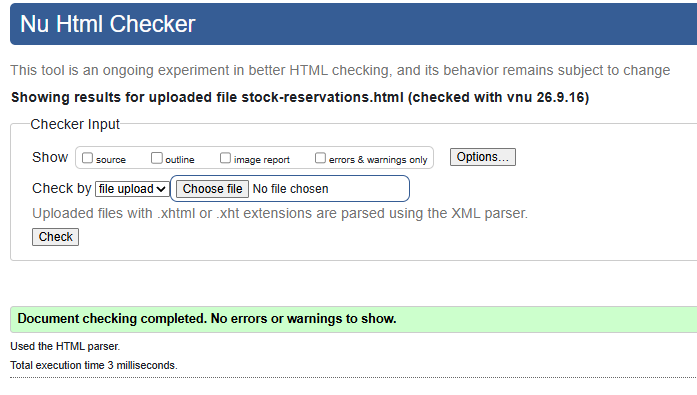 Nu Html Checker
This tool is an ongoing experiment in better HTML checking, and its behavior remains subject to change
Showing results for uploaded file stock-reservations.html (checked with vnu 26.9.16)
Checker Input
Show source outline image report errors & warnings only Options...
Check by file upload Choose file No file chosen
Uploaded files with .xhtml or .xht extensions are parsed using the XML parser.
Check
Document checking completed. No errors or warnings to show.
Used the HTML parser.
Total execution time 3 milliseconds.